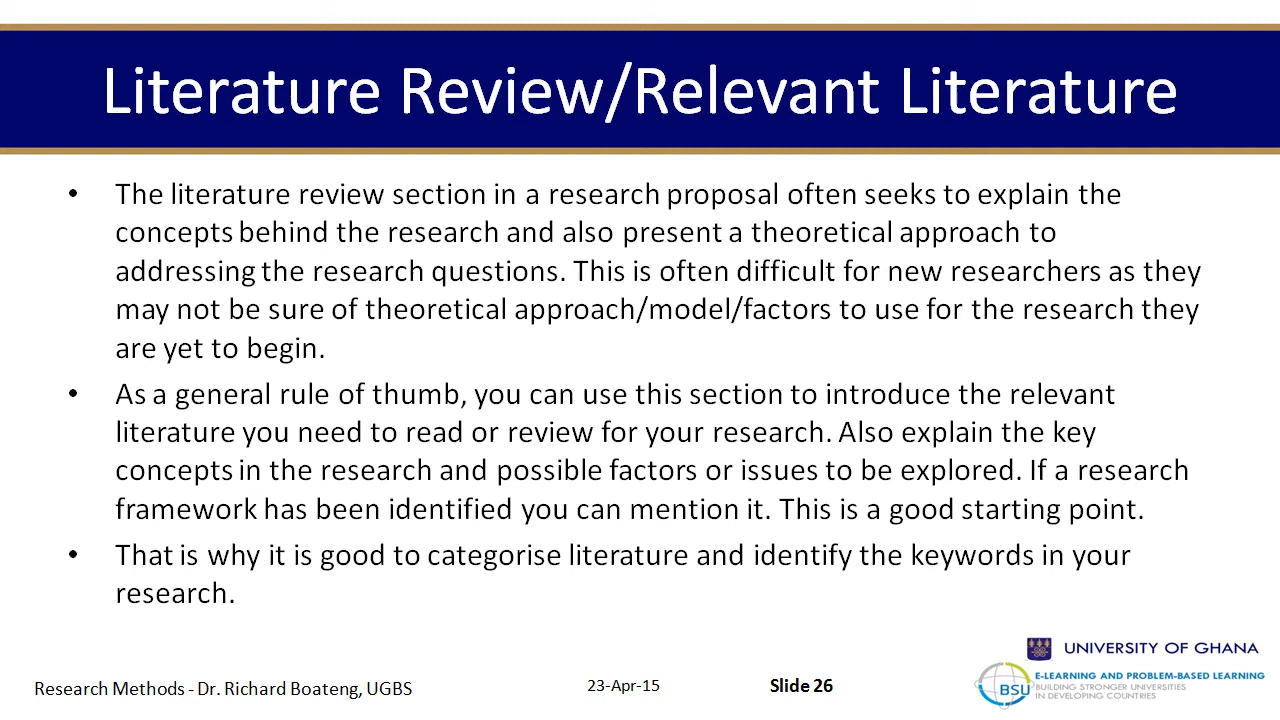 Literature Review/Relevant Literature
• The literature review section in a research proposal often seeks to explain the
concepts behind the research and also present a theoretical approach to
addressing the research questions. This is often difficult for new researchers as they
may not be sure of theoretical approach/model/factors to use for the research they
are yet to begin.
• As a general rule of thumb, you can use this section to introduce the relevant
literature you need to read or review for your research. Also explain the key
concepts in the research and possible factors or issues to be explored. If a research
framework has been identified you can mention it. This is a good starting point.
• That is why it is good to categorise literature and identify the keywords in your
research.
UNIVERSITY OF GHANA
Research Methods - Dr. Richard Boateng, UGBS
23-Apr-15
Slide 26
BSU
E-LEARNING AND PROBLEM-BASED LEARNING
BUILDING STRONGER UNIVERSITIES
IN DEVELOPING COUNTRIES